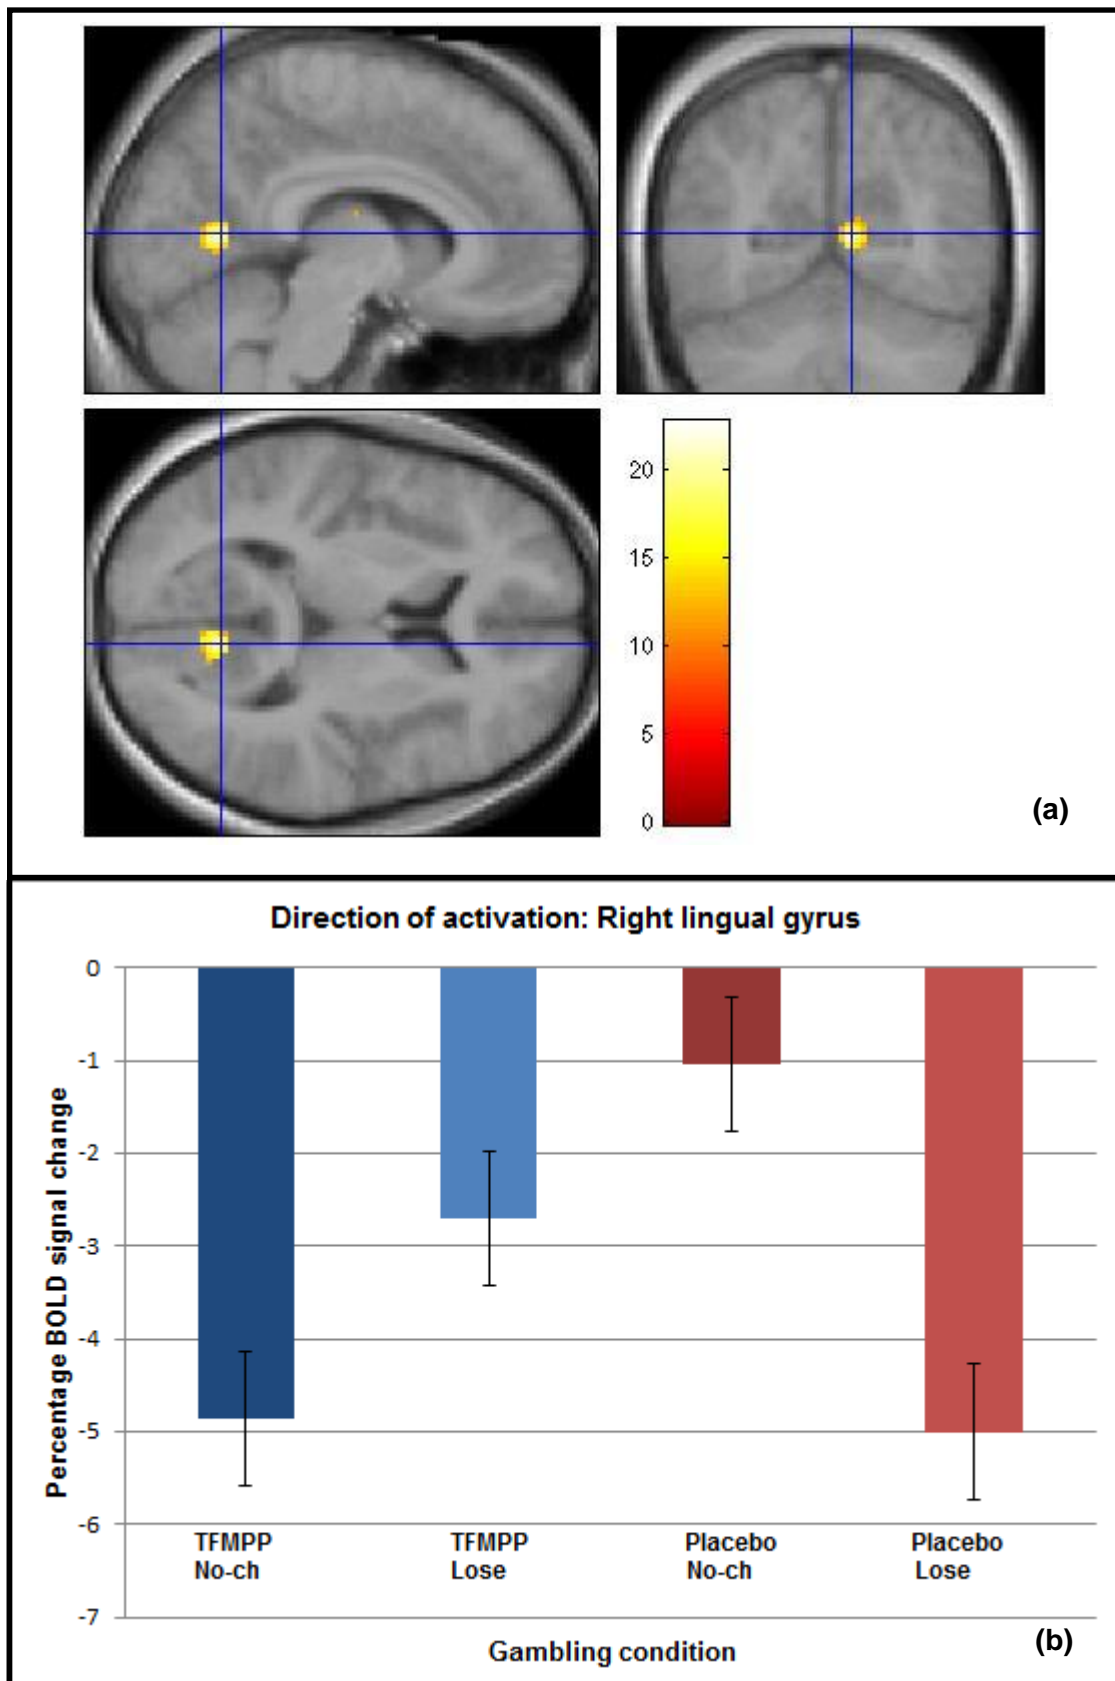 20
15
10
5
0
(a)
Direction of activation: Right lingual gyrus
Percentage BOLD signal change
0
-1
-2
-3
-4
-5
-6
-7
TFMPP No-ch
TFMPP Lose
Placebo No-ch
Placebo Lose
Gambling condition
(b)